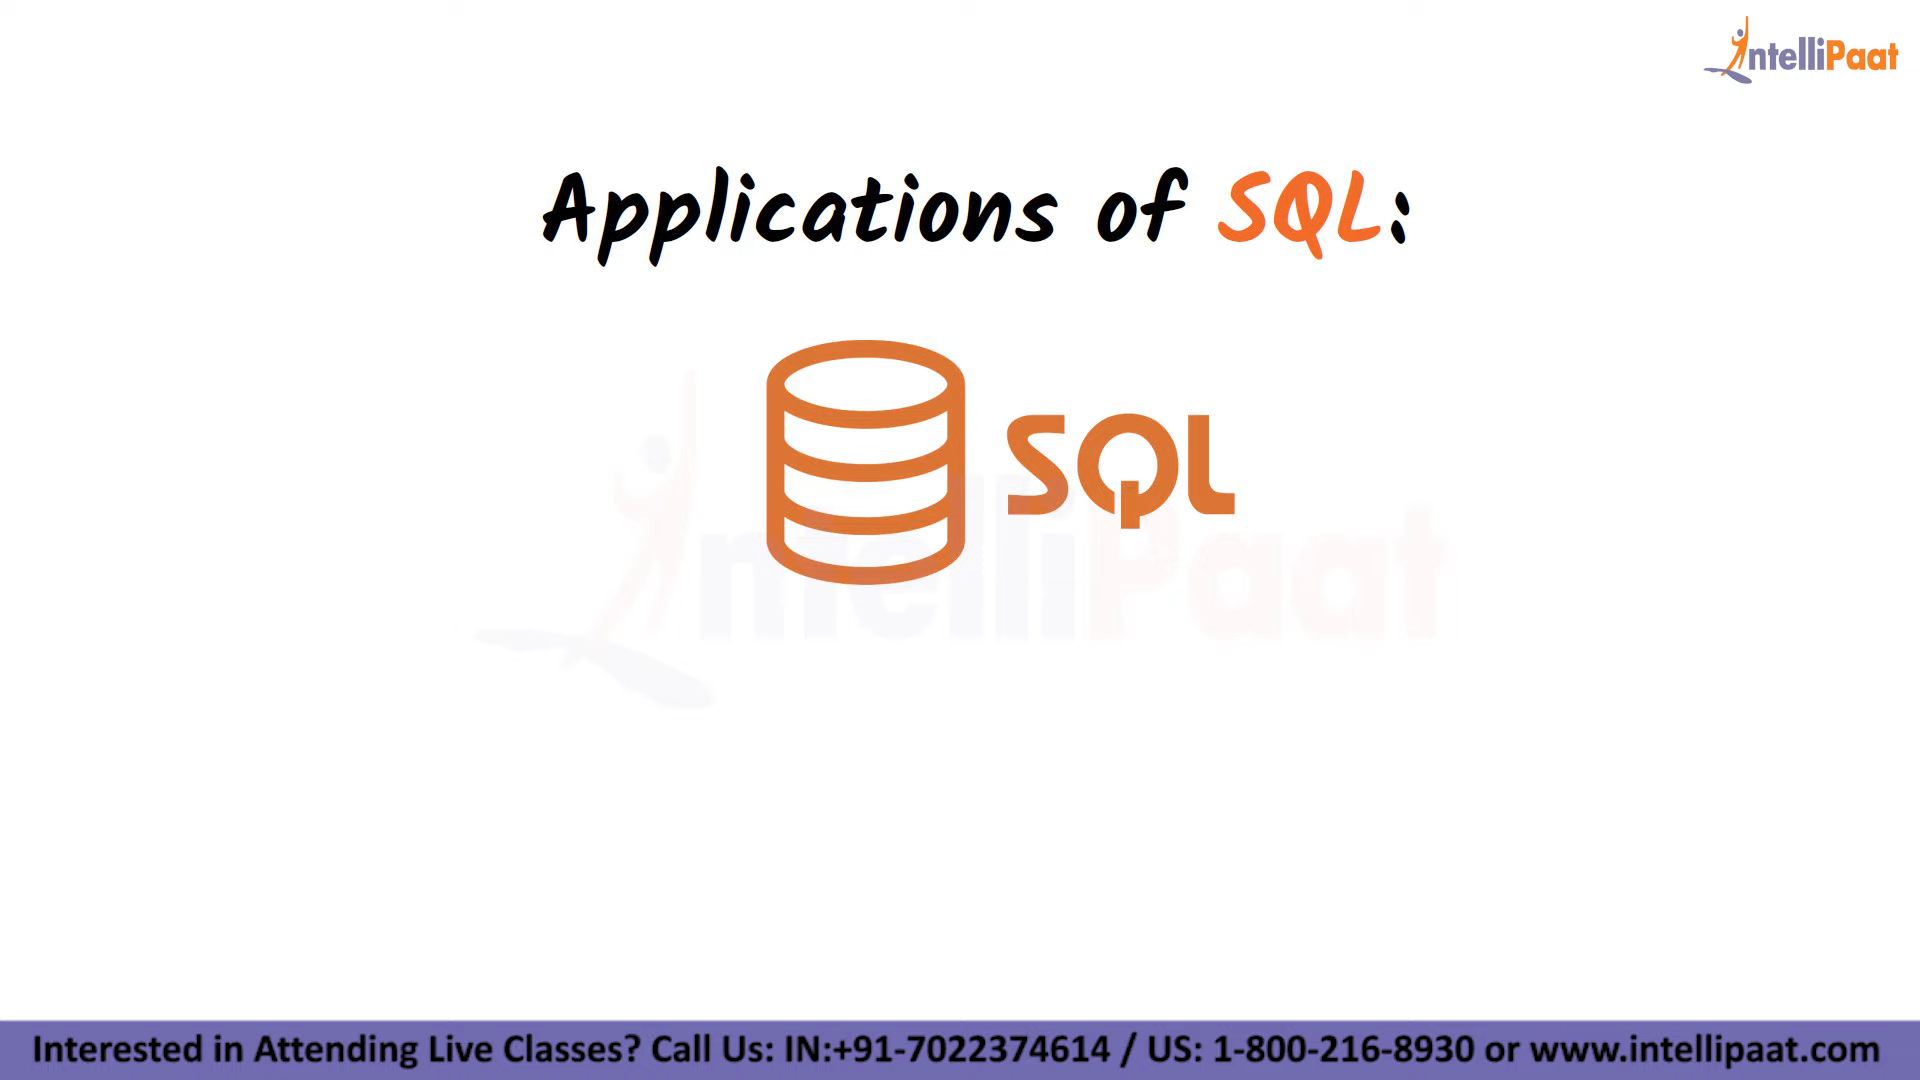 IntelliPaat
Applications of SQL:
SQL
IntelliPaat
Interested in Attending Live Classes? Call Us: IN:+91-7022374614 / US: 1-800-216-8930 or www.intellipaat.com